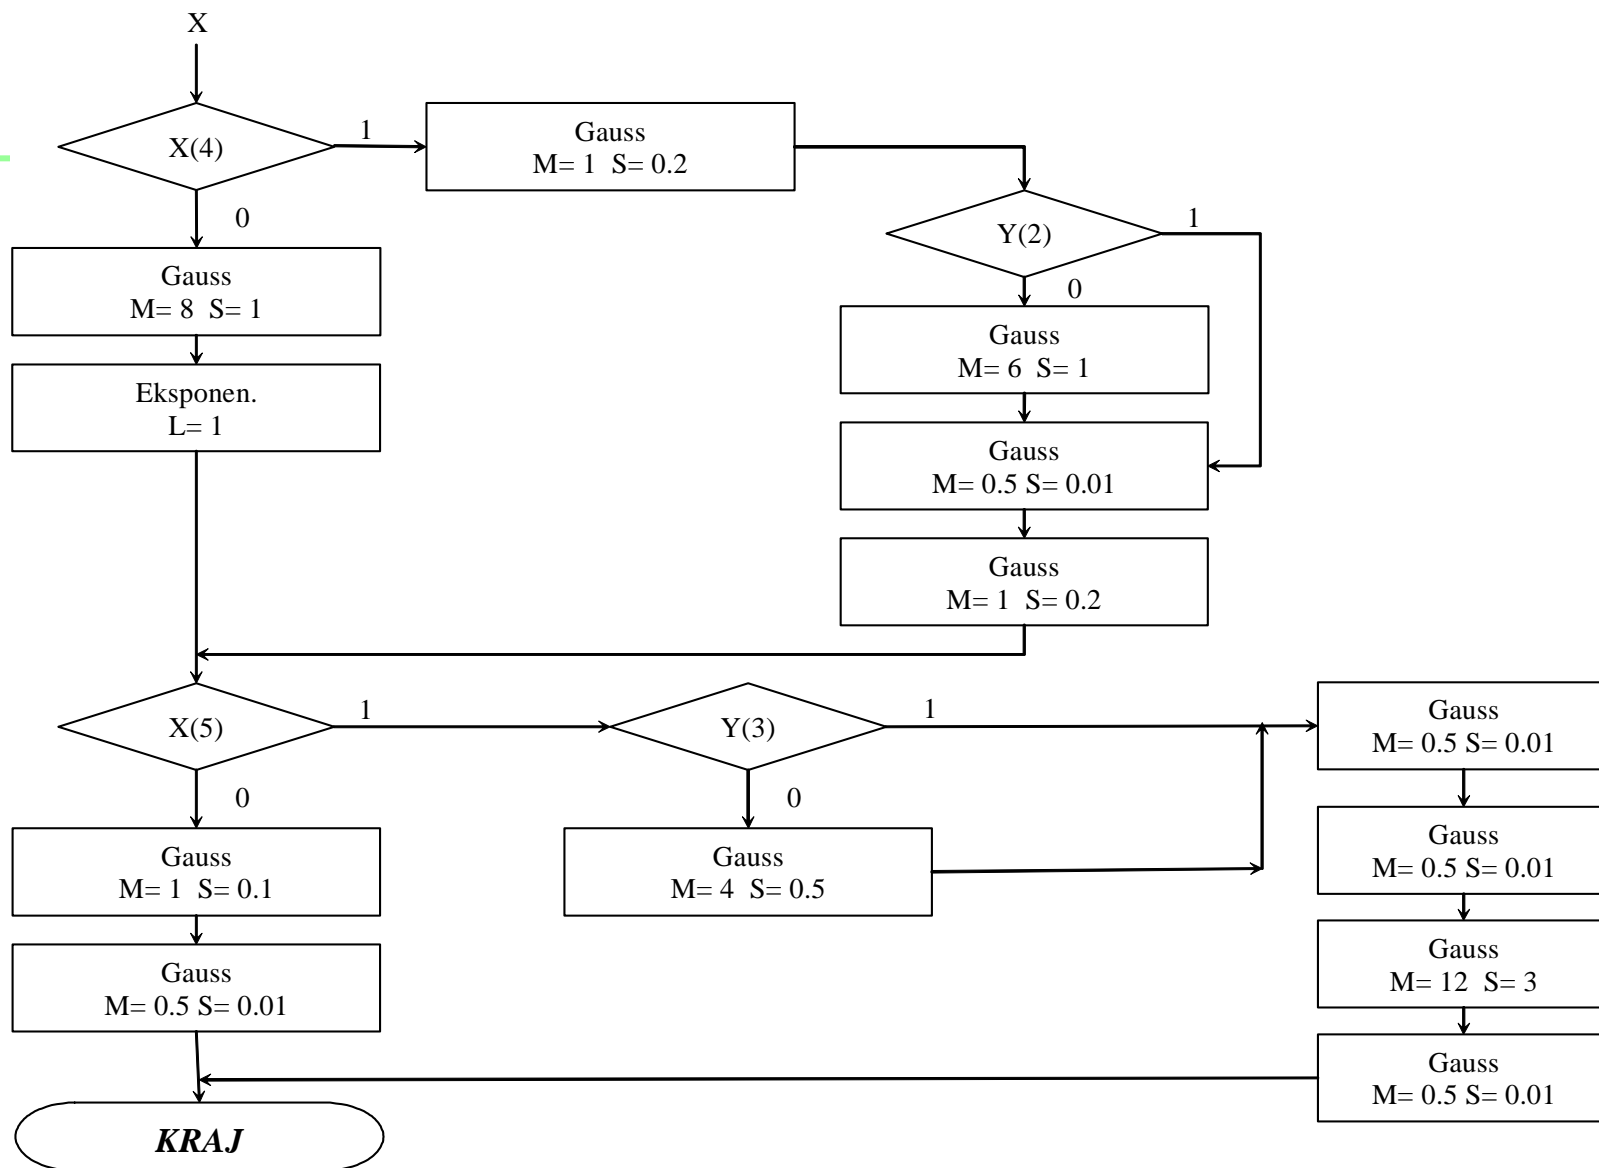 X
X(4)
1
Gauss
M= 1 S= 0.2
0
Y(2)
1
Gauss
M= 8 S= 1
0
Gauss
M= 6 S= 1
Eksponen.
L= 1
Gauss
M= 0.5 S= 0.01
Gauss
M= 1 S= 0.2
X(5)
1
Y(3)
1
Gauss
M= 0.5 S= 0.01
0
0
Gauss
M= 1 S= 0.1
Gauss
M= 4 S= 0.5
Gauss
M= 0.5 S= 0.01
Gauss
M= 0.5 S= 0.01
Gauss
M= 12 S= 3
Gauss
M= 0.5 S= 0.01
KRAJ